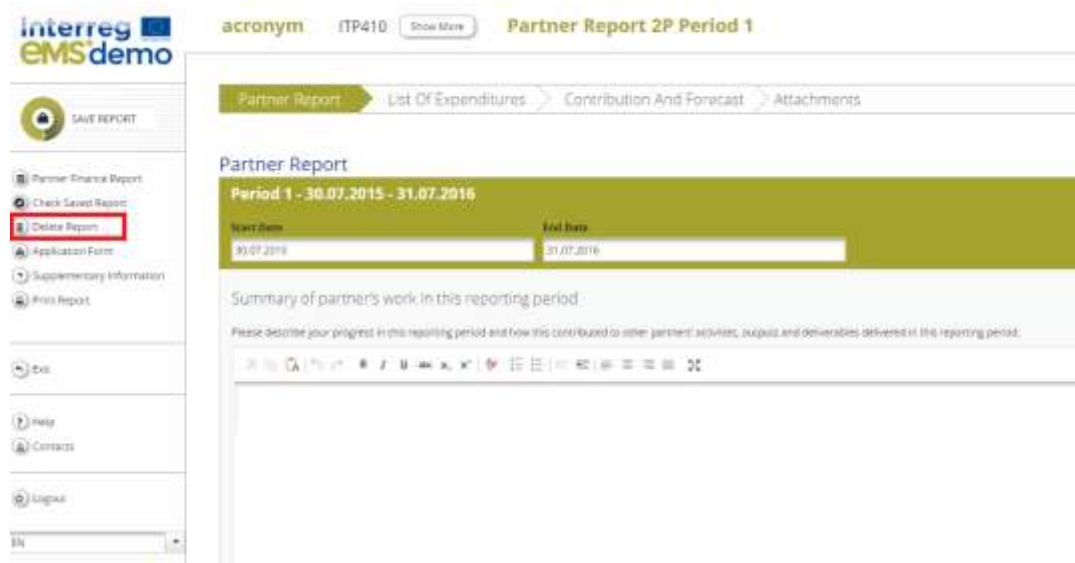 interreg
eMS demo
acronym ITP410 Show More Partner Report 2P Period 1
SAVE REPORT
Partner Report List Of Expenditures Contribution And Forecast Attachments
Partner Finance Report
Check Saved Report
Delete Report
Application Form
Supplementary Information
Print Report
Exit
Help
Contacts
Logout
EN
Partner Report
Period 1 - 30.07.2015 - 31.07.2016
Start Date End Date
30.07.2015 31.07.2016
Summary of partner's work in this reporting period
Please describe your progress in this reporting period and how this contributed to other partners' activities, outputs and deliverables delivered in this reporting period.